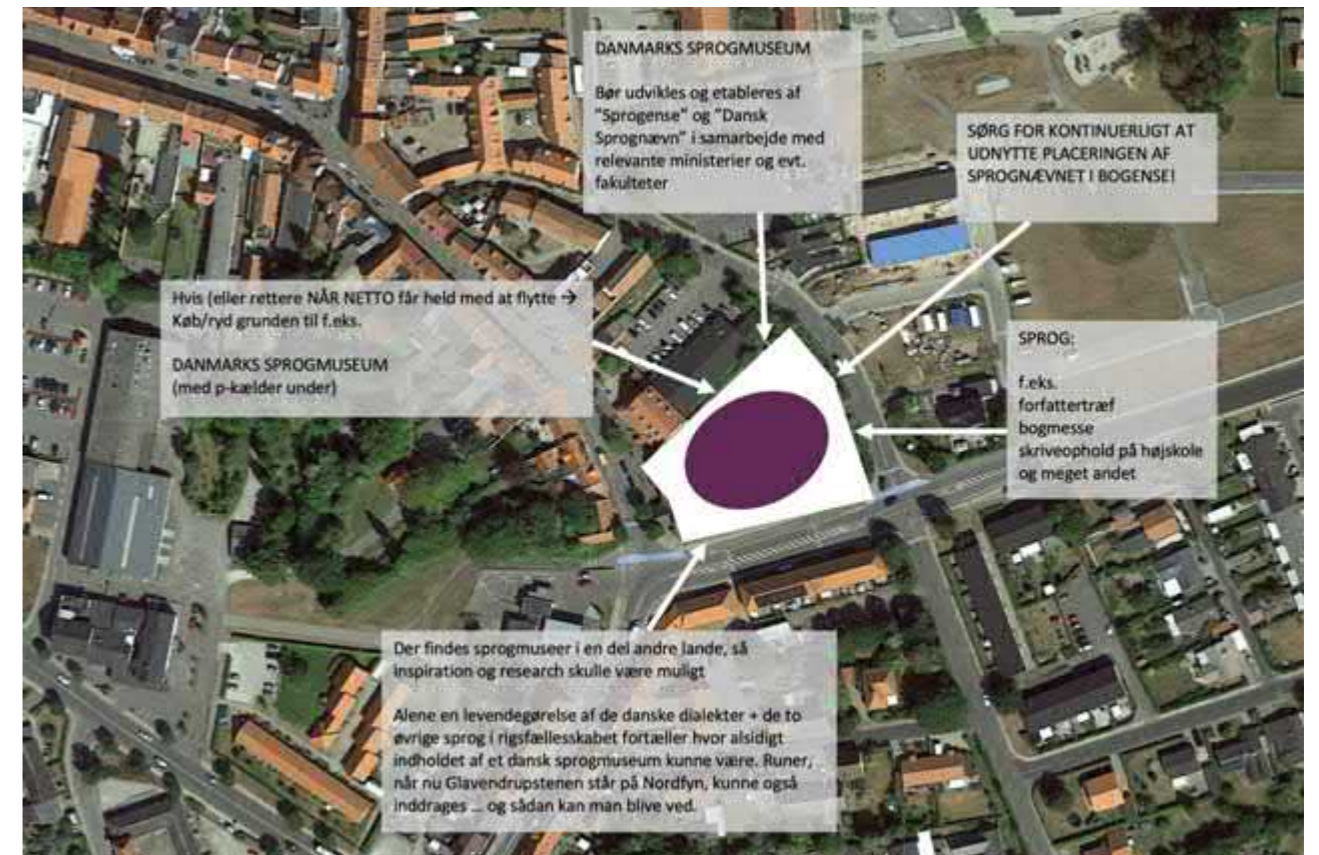 DANMARKS SPROGMUSEUM
Bør udvikles og etableres af
"Sprogense" og "Dansk
Sprognævn" i samarbejde med
relevante ministerier og evt.
fakulteter
SØRG FOR KONTINUERLIGT AT
UDNYTTE PLACERINGEN AF
SPROGNÆVNET I BOGENSE!
Hvis (eller rettere NÅR NETTO får held med at flytte →
Køb/ryd grunden til f.eks.
DANMARKS SPROGMUSEUM
(med p-kælder under)
SPROG:
f.eks.
forfattertræf
bogmesse
skriveophold på højskole
og meget andet
Der findes sprogmuseer i en del andre lande, så
inspiration og research skulle være muligt
Alene en levendegørelse af de danske dialekter + de to
øvrige sprog i rigsfællesskabet fortæller hvor alsidigt
indholdet af et dansk sprogmuseum kunne være. Runer,
når nu Glavendrupstenen står på Nordfyn, kunne også
inddrages ... og sådan kan man blive ved.